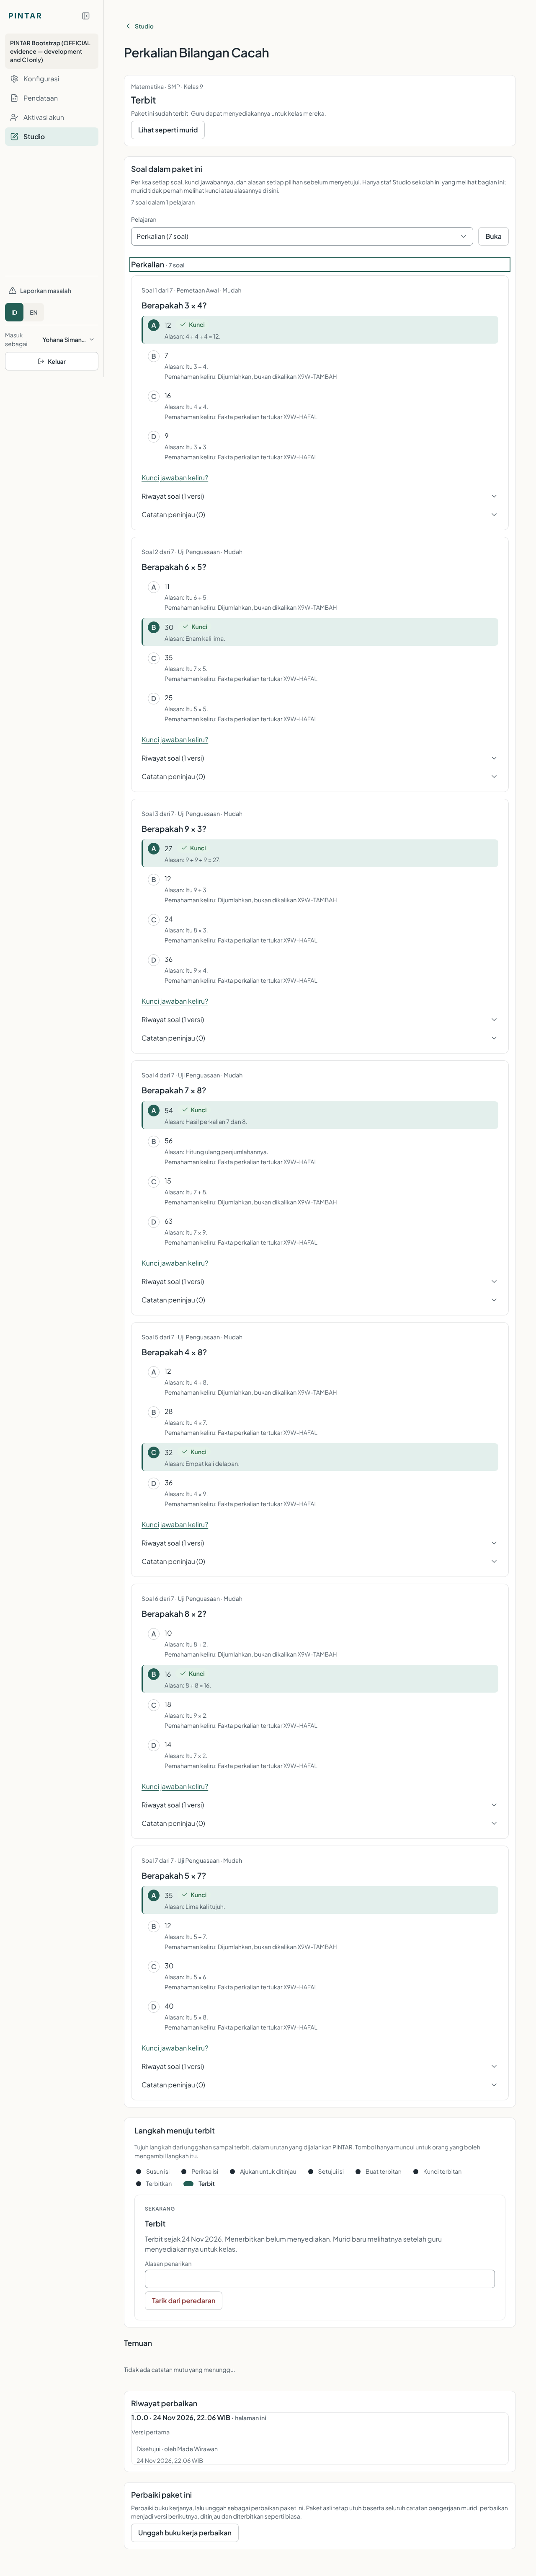 PINTAR
PINTAR Bootstrap (OFFICIAL
evidence — development
and CI only)
Konfigurasi
Pendataan
Aktivasi akun
Studio
Laporkan masalah
ID
EN
Masuk
sebagai
Yohana Siman...
Keluar
Studio
Perkalian Bilangan Cacah
Matematika · SMP · Kelas 9
Terbit
Paket ini sudah terbit. Guru dapat menyediakannya untuk kelas mereka.
Lihat seperti murid
Soal dalam paket ini
Periksa setiap soal, kunci jawabannya, dan alasan setiap pilihan sebelum menyetujui. Hanya staf Studio sekolah ini yang melihat bagian ini;
murid tidak pernah melihat kunci atau alasannya di sini.
7 soal dalam 1 pelajaran
Pelajaran
Perkalian (7 soal)
Buka
Perkalian · 7 soal
Soal 1 dari 7 · Pemetaan Awal · Mudah
Berapakah 3 × 4?
A 12 Kunci
Alasan: 4 + 4 + 4 = 12.
B 7
Alasan: Itu 3 + 4.
Pemahaman keliru: Dijumlahkan, bukan dikalikan X9W-TAMBAH
C 16
Alasan: Itu 4 × 4.
Pemahaman keliru: Fakta perkalian tertukar X9W-HAFAL
D 9
Alasan: Itu 3 × 3.
Pemahaman keliru: Fakta perkalian tertukar X9W-HAFAL
Kunci jawaban keliru?
Riwayat soal (1 versi)
Catatan peninjau (0)
Soal 2 dari 7 · Uji Penguasaan · Mudah
Berapakah 6 × 5?
A 11
Alasan: Itu 6 + 5.
Pemahaman keliru: Dijumlahkan, bukan dikalikan X9W-TAMBAH
B 30 Kunci
Alasan: Enam kali lima.
C 35
Alasan: Itu 7 × 5.
Pemahaman keliru: Fakta perkalian tertukar X9W-HAFAL
D 25
Alasan: Itu 5 × 5.
Pemahaman keliru: Fakta perkalian tertukar X9W-HAFAL
Kunci jawaban keliru?
Riwayat soal (1 versi)
Catatan peninjau (0)
Soal 3 dari 7 · Uji Penguasaan · Mudah
Berapakah 9 × 3?
A 27 Kunci
Alasan: 9 + 9 + 9 = 27.
B 12
Alasan: Itu 9 + 3.
Pemahaman keliru: Dijumlahkan, bukan dikalikan X9W-TAMBAH
C 24
Alasan: Itu 8 × 3.
Pemahaman keliru: Fakta perkalian tertukar X9W-HAFAL
D 36
Alasan: Itu 9 × 4.
Pemahaman keliru: Fakta perkalian tertukar X9W-HAFAL
Kunci jawaban keliru?
Riwayat soal (1 versi)
Catatan peninjau (0)
Soal 4 dari 7 · Uji Penguasaan · Mudah
Berapakah 7 × 8?
A 54 Kunci
Alasan: Hasil perkalian 7 dan 8.
B 56
Alasan: Hitung ulang penjumlahannya.
Pemahaman keliru: Fakta perkalian tertukar X9W-HAFAL
C 15
Alasan: Itu 7 + 8.
Pemahaman keliru: Dijumlahkan, bukan dikalikan X9W-TAMBAH
D 63
Alasan: Itu 7 × 9.
Pemahaman keliru: Fakta perkalian tertukar X9W-HAFAL
Kunci jawaban keliru?
Riwayat soal (1 versi)
Catatan peninjau (0)
Soal 5 dari 7 · Uji Penguasaan · Mudah
Berapakah 4 × 8?
A 12
Alasan: Itu 4 + 8.
Pemahaman keliru: Dijumlahkan, bukan dikalikan X9W-TAMBAH
B 28
Alasan: Itu 4 × 7.
Pemahaman keliru: Fakta perkalian tertukar X9W-HAFAL
C 32 Kunci
Alasan: Empat kali delapan.
D 36
Alasan: Itu 4 × 9.
Pemahaman keliru: Fakta perkalian tertukar X9W-HAFAL
Kunci jawaban keliru?
Riwayat soal (1 versi)
Catatan peninjau (0)
Soal 6 dari 7 · Uji Penguasaan · Mudah
Berapakah 8 × 2?
A 10
Alasan: Itu 8 + 2.
Pemahaman keliru: Dijumlahkan, bukan dikalikan X9W-TAMBAH
B 16 Kunci
Alasan: 8 + 8 = 16.
C 18
Alasan: Itu 9 × 2.
Pemahaman keliru: Fakta perkalian tertukar X9W-HAFAL
D 14
Alasan: Itu 7 × 2.
Pemahaman keliru: Fakta perkalian tertukar X9W-HAFAL
Kunci jawaban keliru?
Riwayat soal (1 versi)
Catatan peninjau (0)
Soal 7 dari 7 · Uji Penguasaan · Mudah
Berapakah 5 × 7?
A 35 Kunci
Alasan: Lima kali tujuh.
B 12
Alasan: Itu 5 + 7.
Pemahaman keliru: Dijumlahkan, bukan dikalikan X9W-TAMBAH
C 30
Alasan: Itu 5 × 6.
Pemahaman keliru: Fakta perkalian tertukar X9W-HAFAL
D 40
Alasan: Itu 5 × 8.
Pemahaman keliru: Fakta perkalian tertukar X9W-HAFAL
Kunci jawaban keliru?
Riwayat soal (1 versi)
Catatan peninjau (0)
Langkah menuju terbit
Tujuh langkah dari unggahan sampai terbit, dalam urutan yang dijalankan PINTAR. Tombol hanya muncul untuk orang yang boleh
mengambil langkah itu.
Susun isi
Periksa isi
Ajukan untuk ditinjau
Setujui isi
Buat terbitan
Kunci terbitan
Terbitkan
Terbit
SEKARANG
Terbit
Terbit sejak 24 Nov 2026. Menerbitkan belum menyediakan. Murid baru melihatnya setelah guru
menyediakannya untuk kelas.
Alasan penarikan
Tarik dari peredaran
Temuan
Tidak ada catatan mutu yang menunggu.
Riwayat perbaikan
1.0.0 · 24 Nov 2026, 22.06 WIB · halaman ini
Versi pertama
Disetujui · oleh Made Wirawan
24 Nov 2026, 22.06 WIB
Perbaiki paket ini
Perbaiki buku kerjanya, lalu unggah sebagai perbaikan paket ini. Paket asli tetap utuh beserta seluruh catatan pengerjaan murid; perbaikan
menjadi versi berikutnya, ditinjau dan diterbitkan seperti biasa.
Unggah buku kerja perbaikan